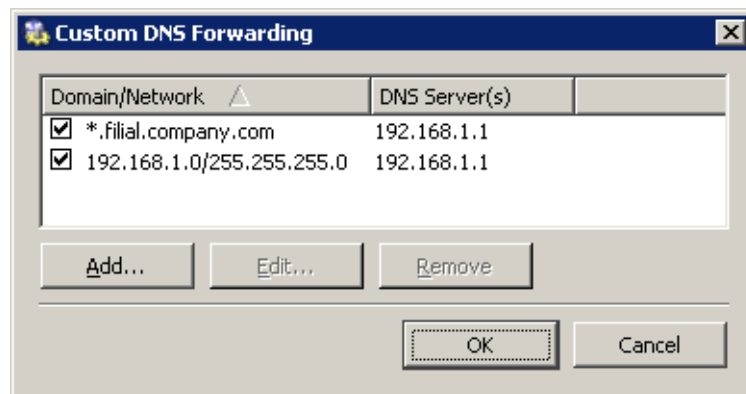 Custom DNS Forwarding
Domain/Network DNS Server(s)
*.filial.company.com 192.168.1.1
192.168.1.0/255.255.255.0 192.168.1.1
Add... Edit... Remove
OK Cancel